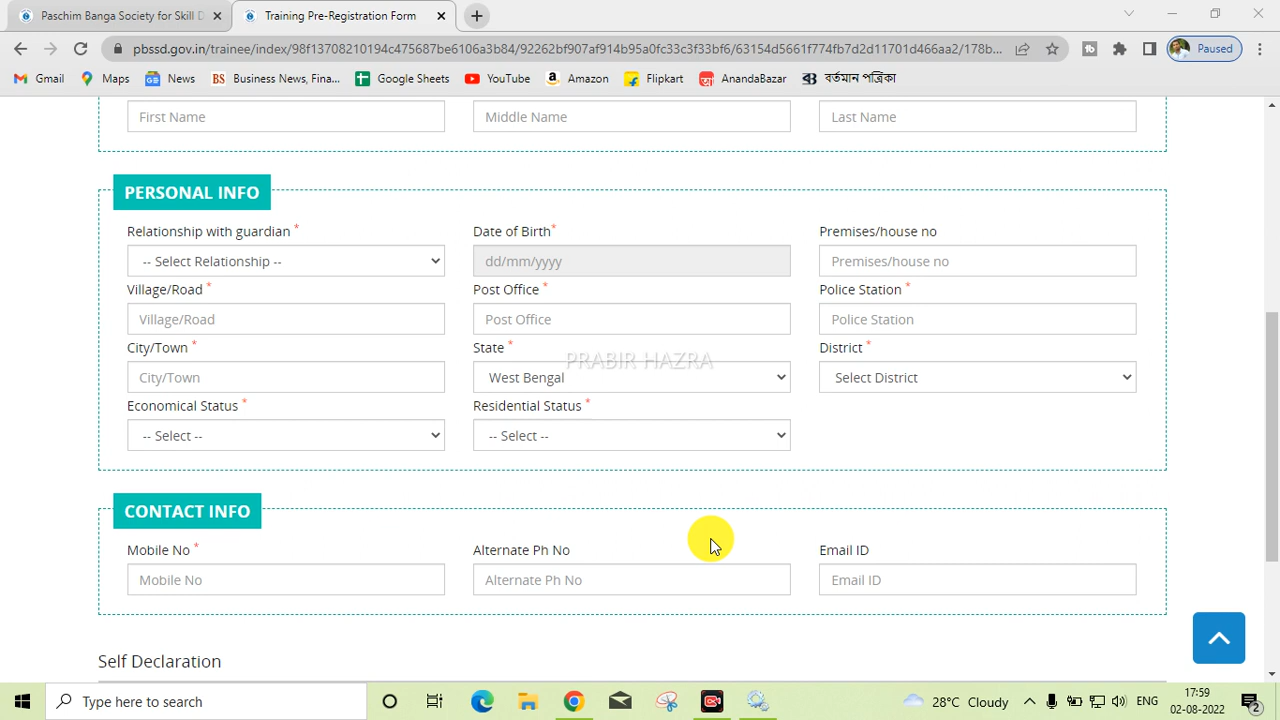 Paschim Banga Society for Skill D
Training Pre-Registration Form
pbssd.gov.in/trainee/index/98f13708210194c475687be610603b84/92262bf907af914b95a0fc33c3f33bf6/63154d5661f774fb7d2d117018a66aa2/178b...
Paused
Gmail
Maps
News
BS Business News, Fina...
Google Sheets
YouTube
Amazon
Flipkart
AnandaBazar
বর্তমান পত্রিকা
First Name
Middle Name
Last Name
PERSONAL INFO
Relationship with guardian *
Date of Birth*
Premises/house no
-- Select Relationship --
dd/mm/yyyy
Premises/house no
Village/Road *
Post Office *
Police Station *
Village/Road
Post Office
Police Station
City/Town *
State *
District *
PRABIR HAZRA
City/Town
West Bengal
Select District
Economical Status *
Residential Status *
-- Select --
-- Select --
CONTACT INFO
Mobile No *
Alternate Ph No
Email ID
Mobile No
Alternate Ph No
Email ID
Self Declaration
Type here to search
28°C Cloudy
ENG
17:59
02-08-2022
2